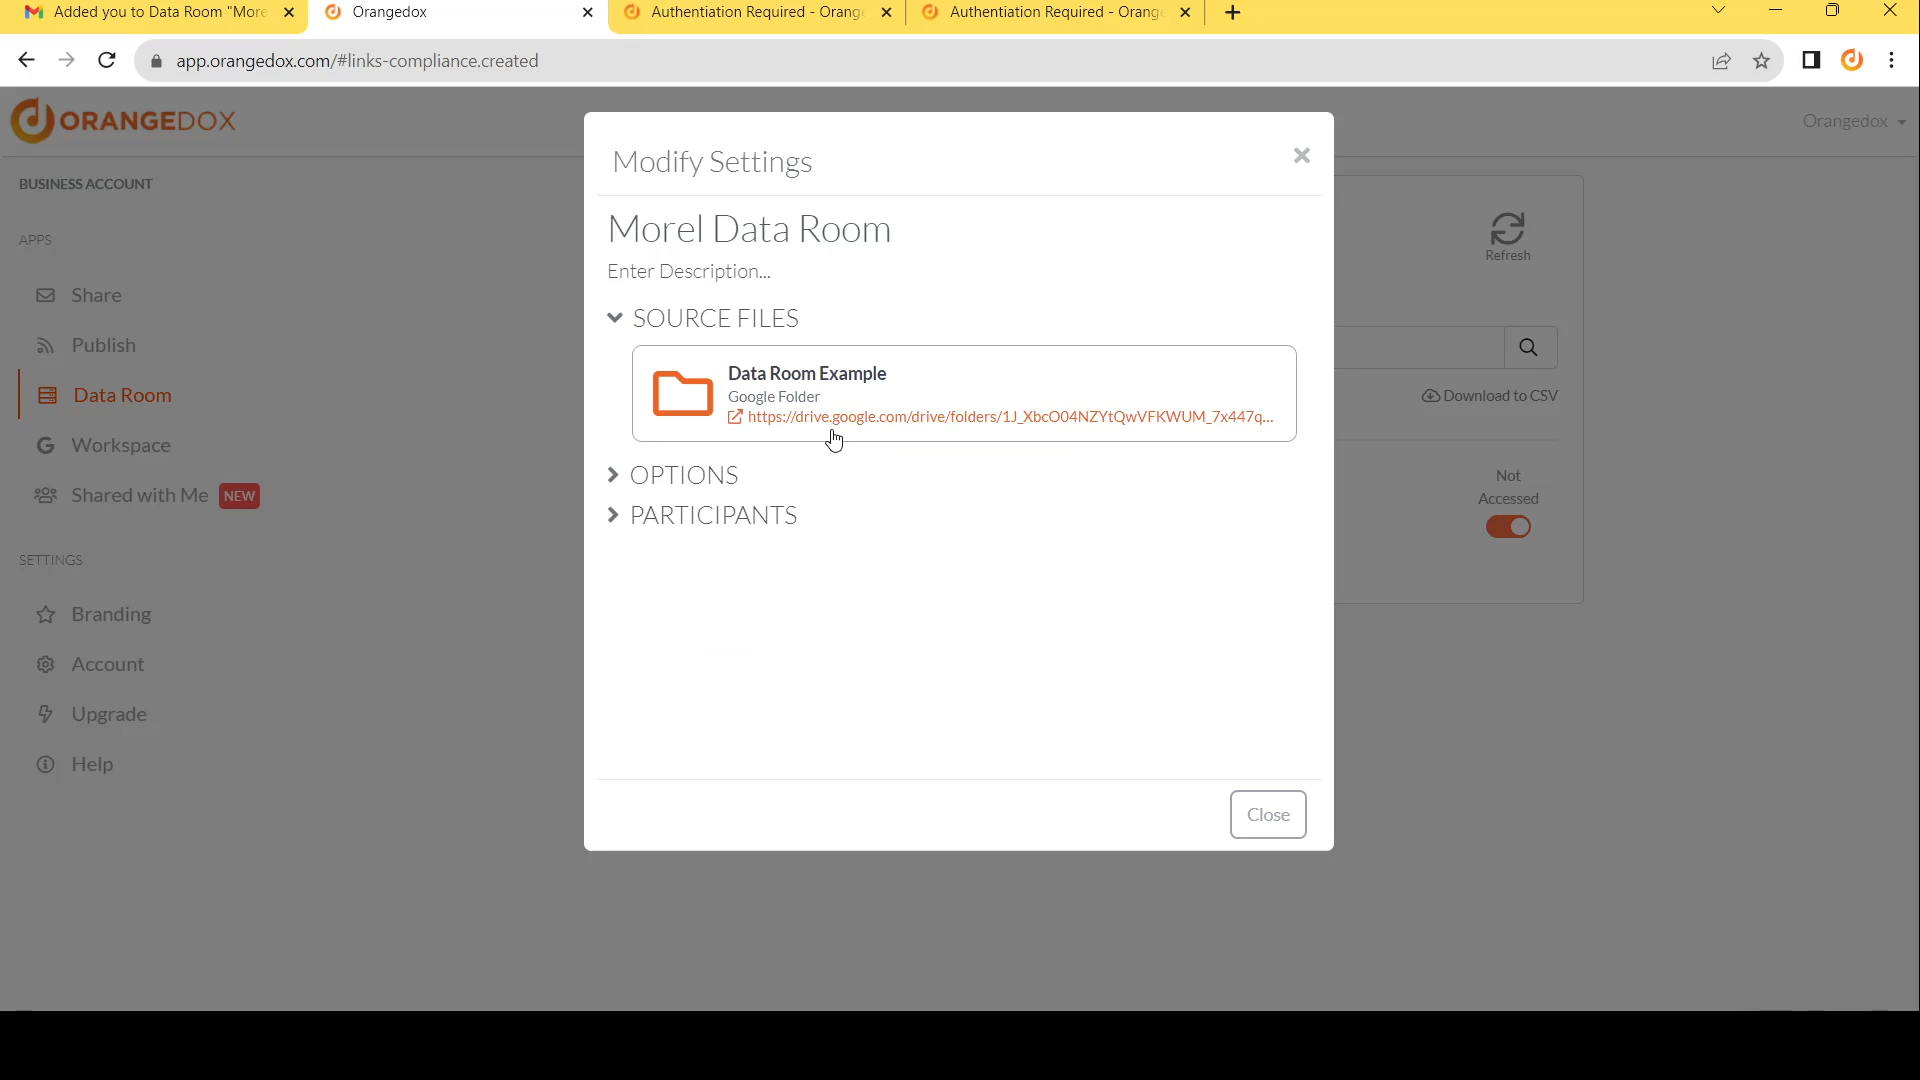 Added you to Data Room "More
Orangedox
Authentiation Required - Orang
Authentiation Required - Orang
app.orangedox.com/#links-compliance.created
ORANGEDOX
Orangedox
BUSINESS ACCOUNT
APPS
Share
Publish
Data Room
Workspace
Shared with Me NEW
SETTINGS
Branding
Account
Upgrade
Help
Modify Settings
Morel Data Room
Enter Description...
SOURCE FILES
Data Room Example
Google Folder
https://drive.google.com/drive/folders/1J_XbcO04NZYtQwVFKWUM_7x447q...
OPTIONS
PARTICIPANTS
Close
Refresh
Download to CSV
Not
Accessed